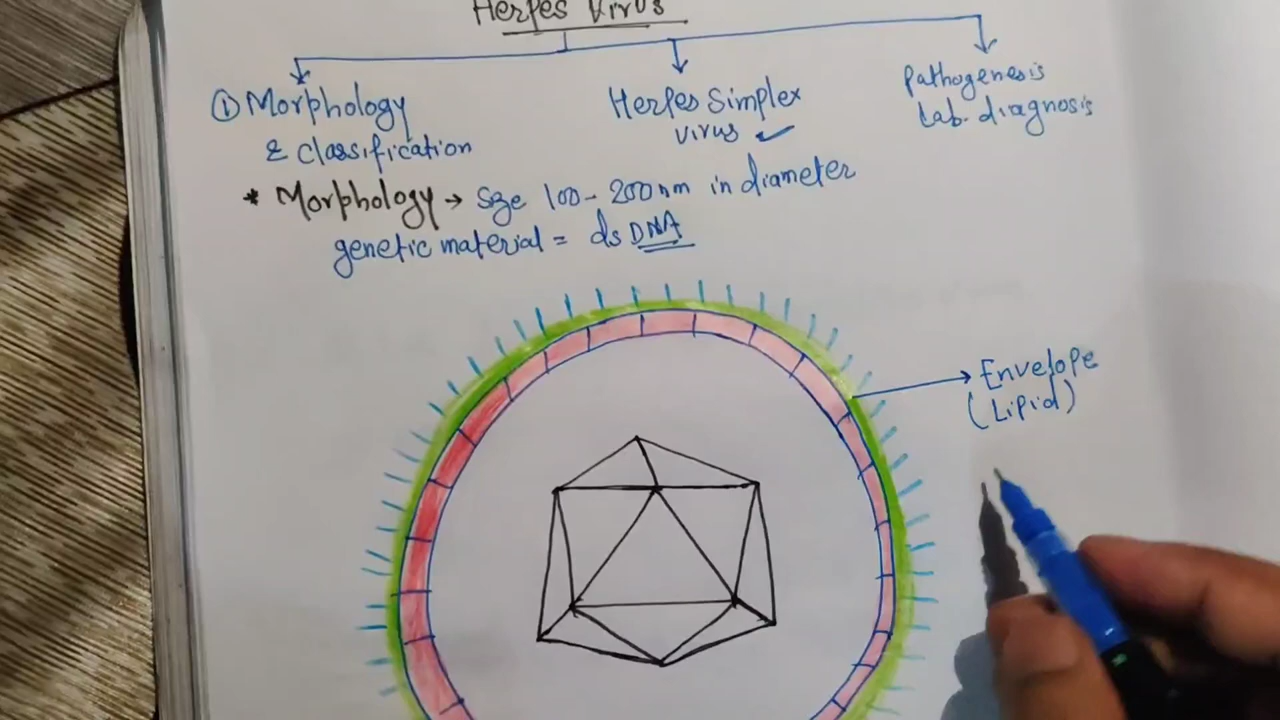 Herpes Virus
① Morphology
& classification
Herpes Simplex
virus ✓
Pathogenesis
Lab. diagnosis
* Morphology → Size 100-200nm in diameter
genetic material = ds DNA
→ Envelope
(Lipid)